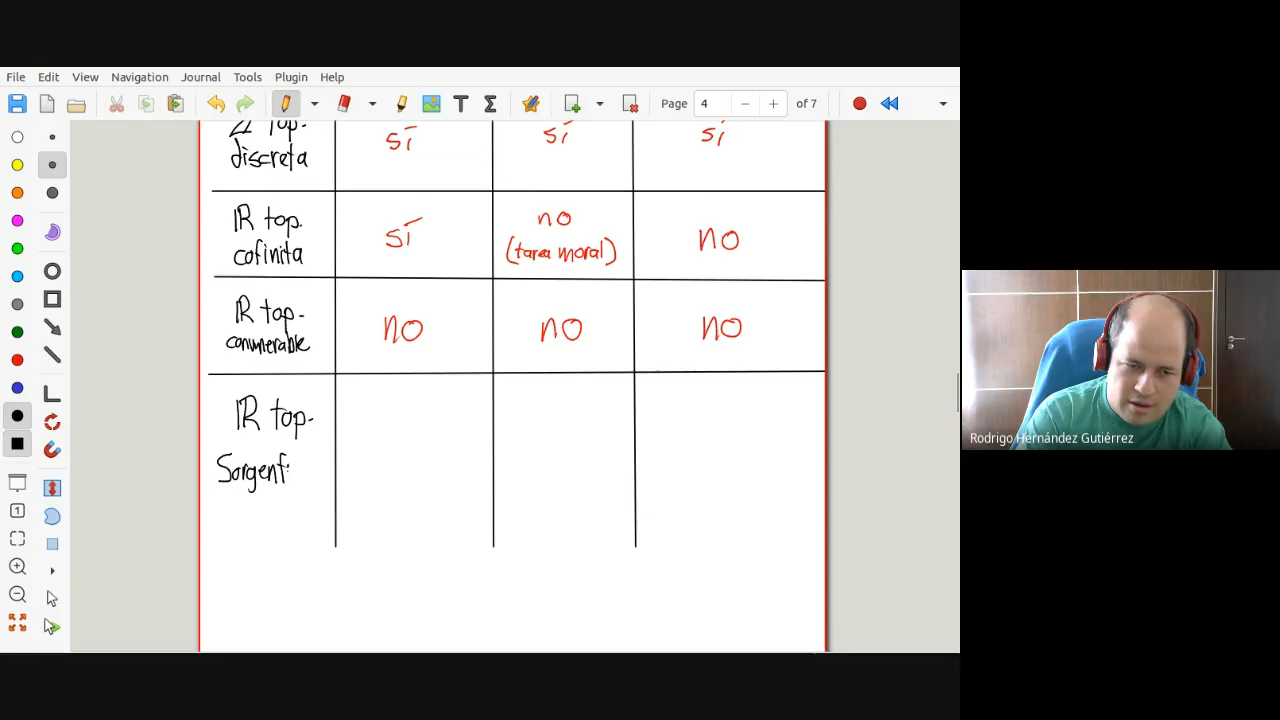 File Edit View Navigation Journal Tools Plugin Help
Page 4 of 7
ℤ Top-
discreta
sí sí sí
ℝ top.
cofinita
sí
no
(tarea moral)
no
ℝ top-
conumerable
no no no
ℝ top-
Sorgenf
Rodrigo Hernández Gutiérrez